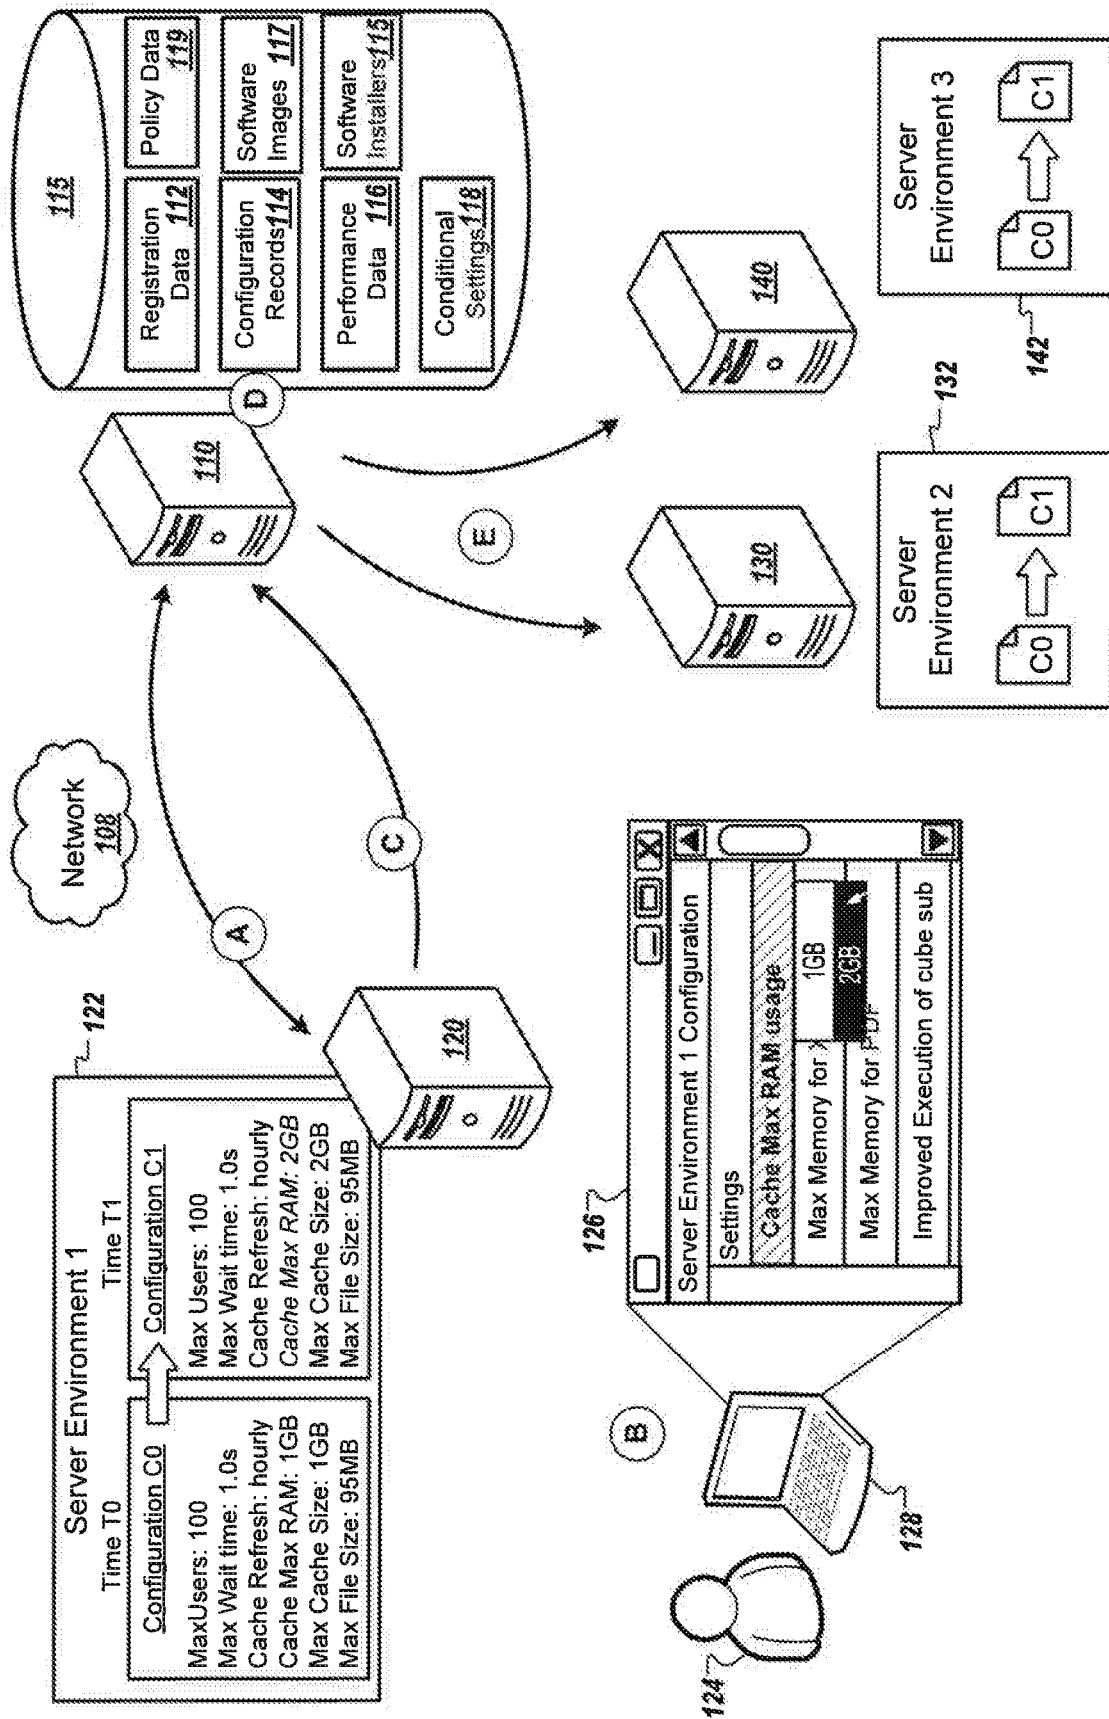 Server Environment 1
122
Time T0
Configuration C0
MaxUsers: 100
Max Wait time: 1.0s
Cache Refresh: hourly
Cache Max RAM: 1GB
Max Cache Size: 1GB
Max File Size: 95MB
Time T1
Configuration C1
Max Users: 100
Max Wait time: 1.0s
Cache Refresh: hourly
Cache Max RAM: 2GB
Max Cache Size: 2GB
Max File Size: 95MB
120
Network
108
A
C
110
D
E
115
Registration
Data 112
Policy Data
119
Configuration
Records114
Software
Images 117
Performance
Data 116
Software
Installers115
Conditional
Settings118
124
128
B
126
X
Server Environment 1 Configuration
Settings
Cache Max RAM usage
Max Memory for X
1GB
2GB
Max Memory for PDF
Improved Execution of cube sub
130
140
Server
Environment 2
C0
C1
132
Server
Environment 3
C0
C1
142